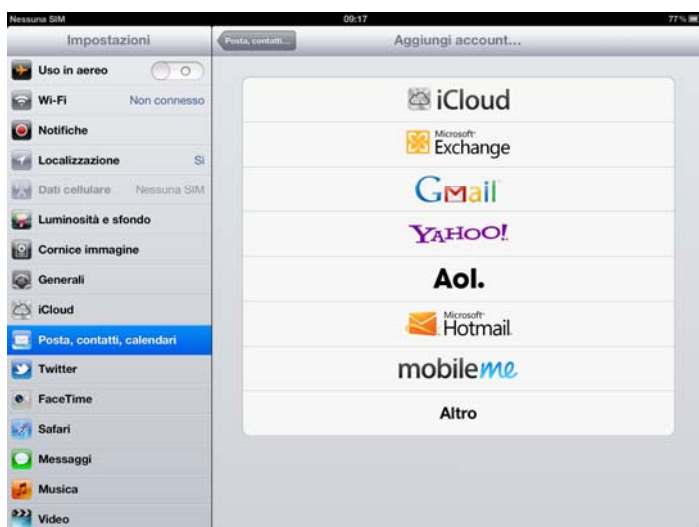 Nessuna SIM 09:17 77%
Impostazioni
Posta, contatti... Aggiungi account...
Uso in aereo
Wi-Fi Non connesso
Notifiche
Localizzazione Sì
Dati cellulare Nessuna SIM
Luminosità e sfondo
Cornice immagine
Generali
iCloud
Posta, contatti, calendari
Twitter
FaceTime
Safari
Messaggi
Musica
Video
iCloud
Microsoft
Exchange
GMail
YAHOO!
Aol.
Microsoft
Hotmail
mobileme
Altro